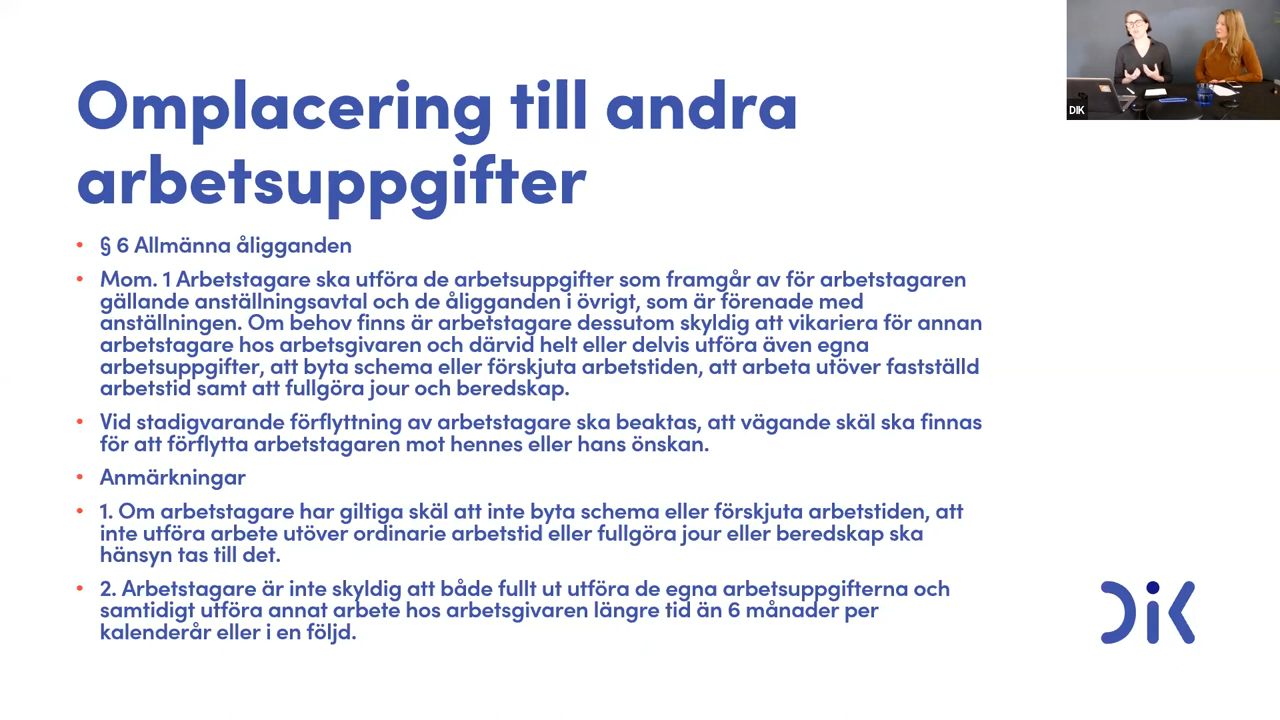 Omplacering till andra
arbetsuppgifter
• § 6 Allmänna åligganden
• Mom. 1 Arbetstagare ska utföra de arbetsuppgifter som framgår av för arbetstagaren
gällande anställningsavtal och de åligganden i övrigt, som är förenade med
anställningen. Om behov finns är arbetstagare dessutom skyldig att vikariera för annan
arbetstagare hos arbetsgivaren och därvid helt eller delvis utföra även egna
arbetsuppgifter, att byta schema eller förskjuta arbetstiden, att arbeta utöver fastställd
arbetstid samt att fullgöra jour och beredskap.
• Vid stadigvarande förflyttning av arbetstagare ska beaktas, att vägande skäl ska finnas
för att förflytta arbetstagaren mot hennes eller hans önskan.
• Anmärkningar
• 1. Om arbetstagare har giltiga skäl att inte byta schema eller förskjuta arbetstiden, att
inte utföra arbete utöver ordinarie arbetstid eller fullgöra jour eller beredskap ska
hänsyn tas till det.
• 2. Arbetstagare är inte skyldig att både fullt ut utföra de egna arbetsuppgifterna och
samtidigt utföra annat arbete hos arbetsgivaren längre tid än 6 månader per
kalenderår eller i en följd.
DIK
DiK